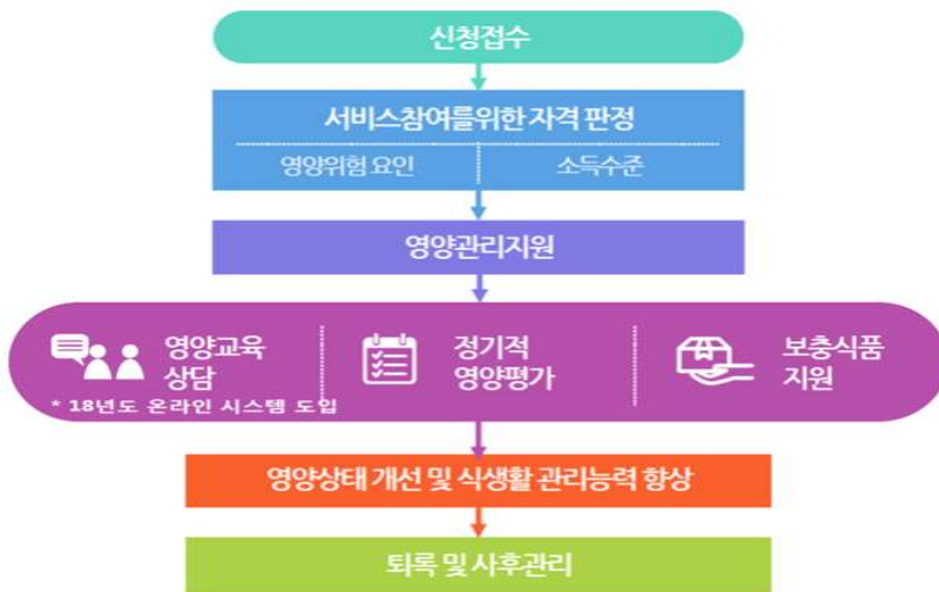 신청접수
서비스참여를위한 자격 판정
영양위험 요인
소득수준
영양관리지원
영양교육
상담
* 18년도 온라인 시스템 도입
정기적
영양평가
보충식품
지원
영양상태 개선 및 식생활 관리능력 향상
퇴록 및 사후관리